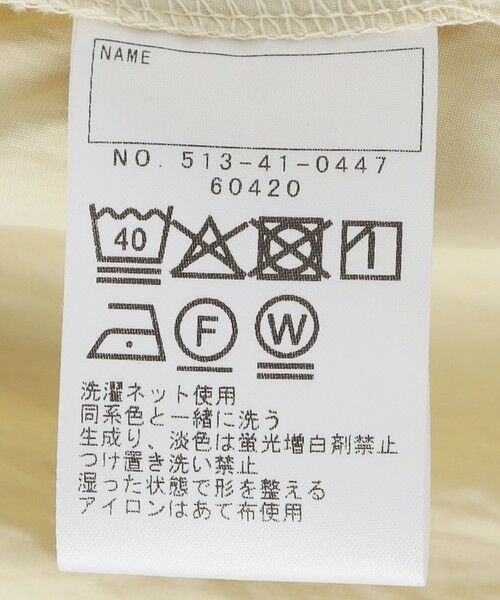 NAME
NO. 513-41-0447
60420
40
F W
洗濯ネット使用
同系色と一緒に洗う
生成り、淡色は蛍光増白剤禁止
つけ置き洗い禁止
湿った状態で形を整える
アイロンはあて布使用